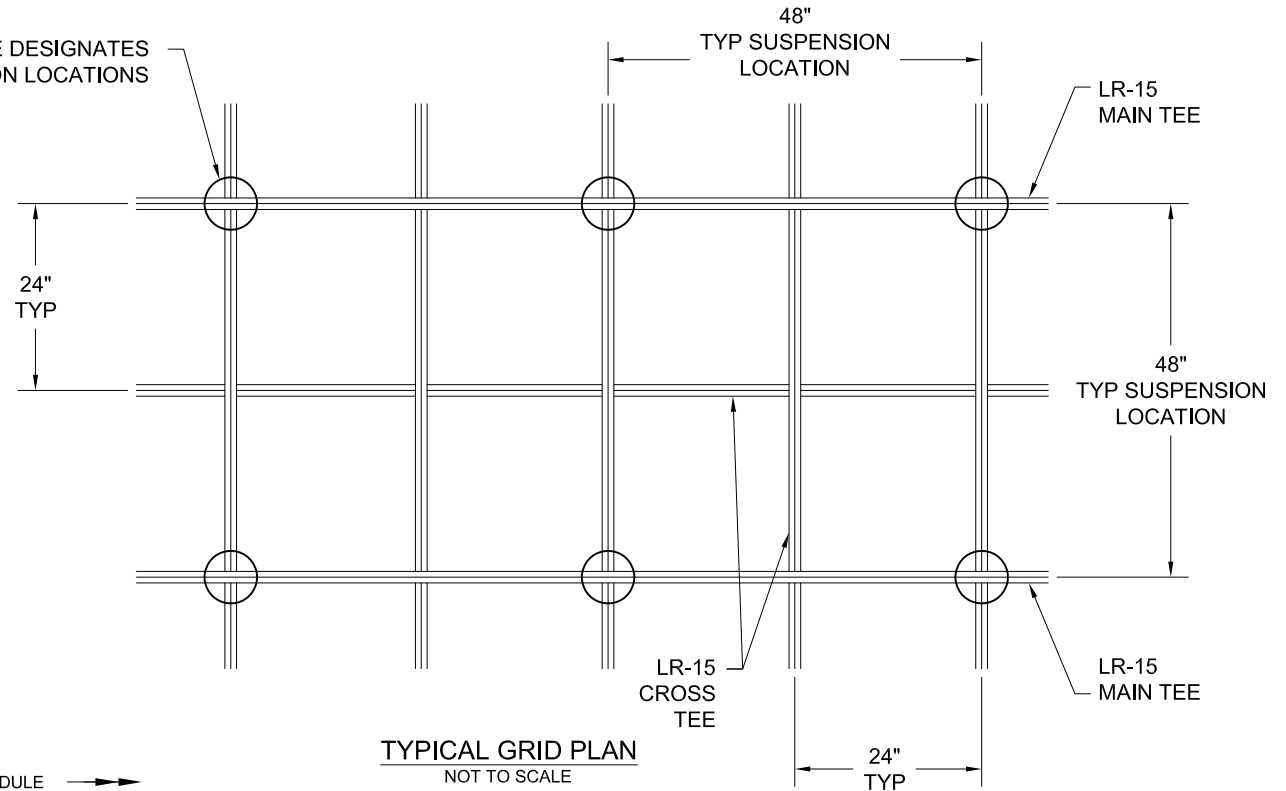 E DESIGNATES
ON LOCATIONS
48"
TYP SUSPENSION
LOCATION
LR-15
MAIN TEE
24"
TYP
48"
TYP SUSPENSION
LOCATION
LR-15
CROSS
TEE
LR-15
MAIN TEE
TYPICAL GRID PLAN
NOT TO SCALE
24"
TYP
DULE